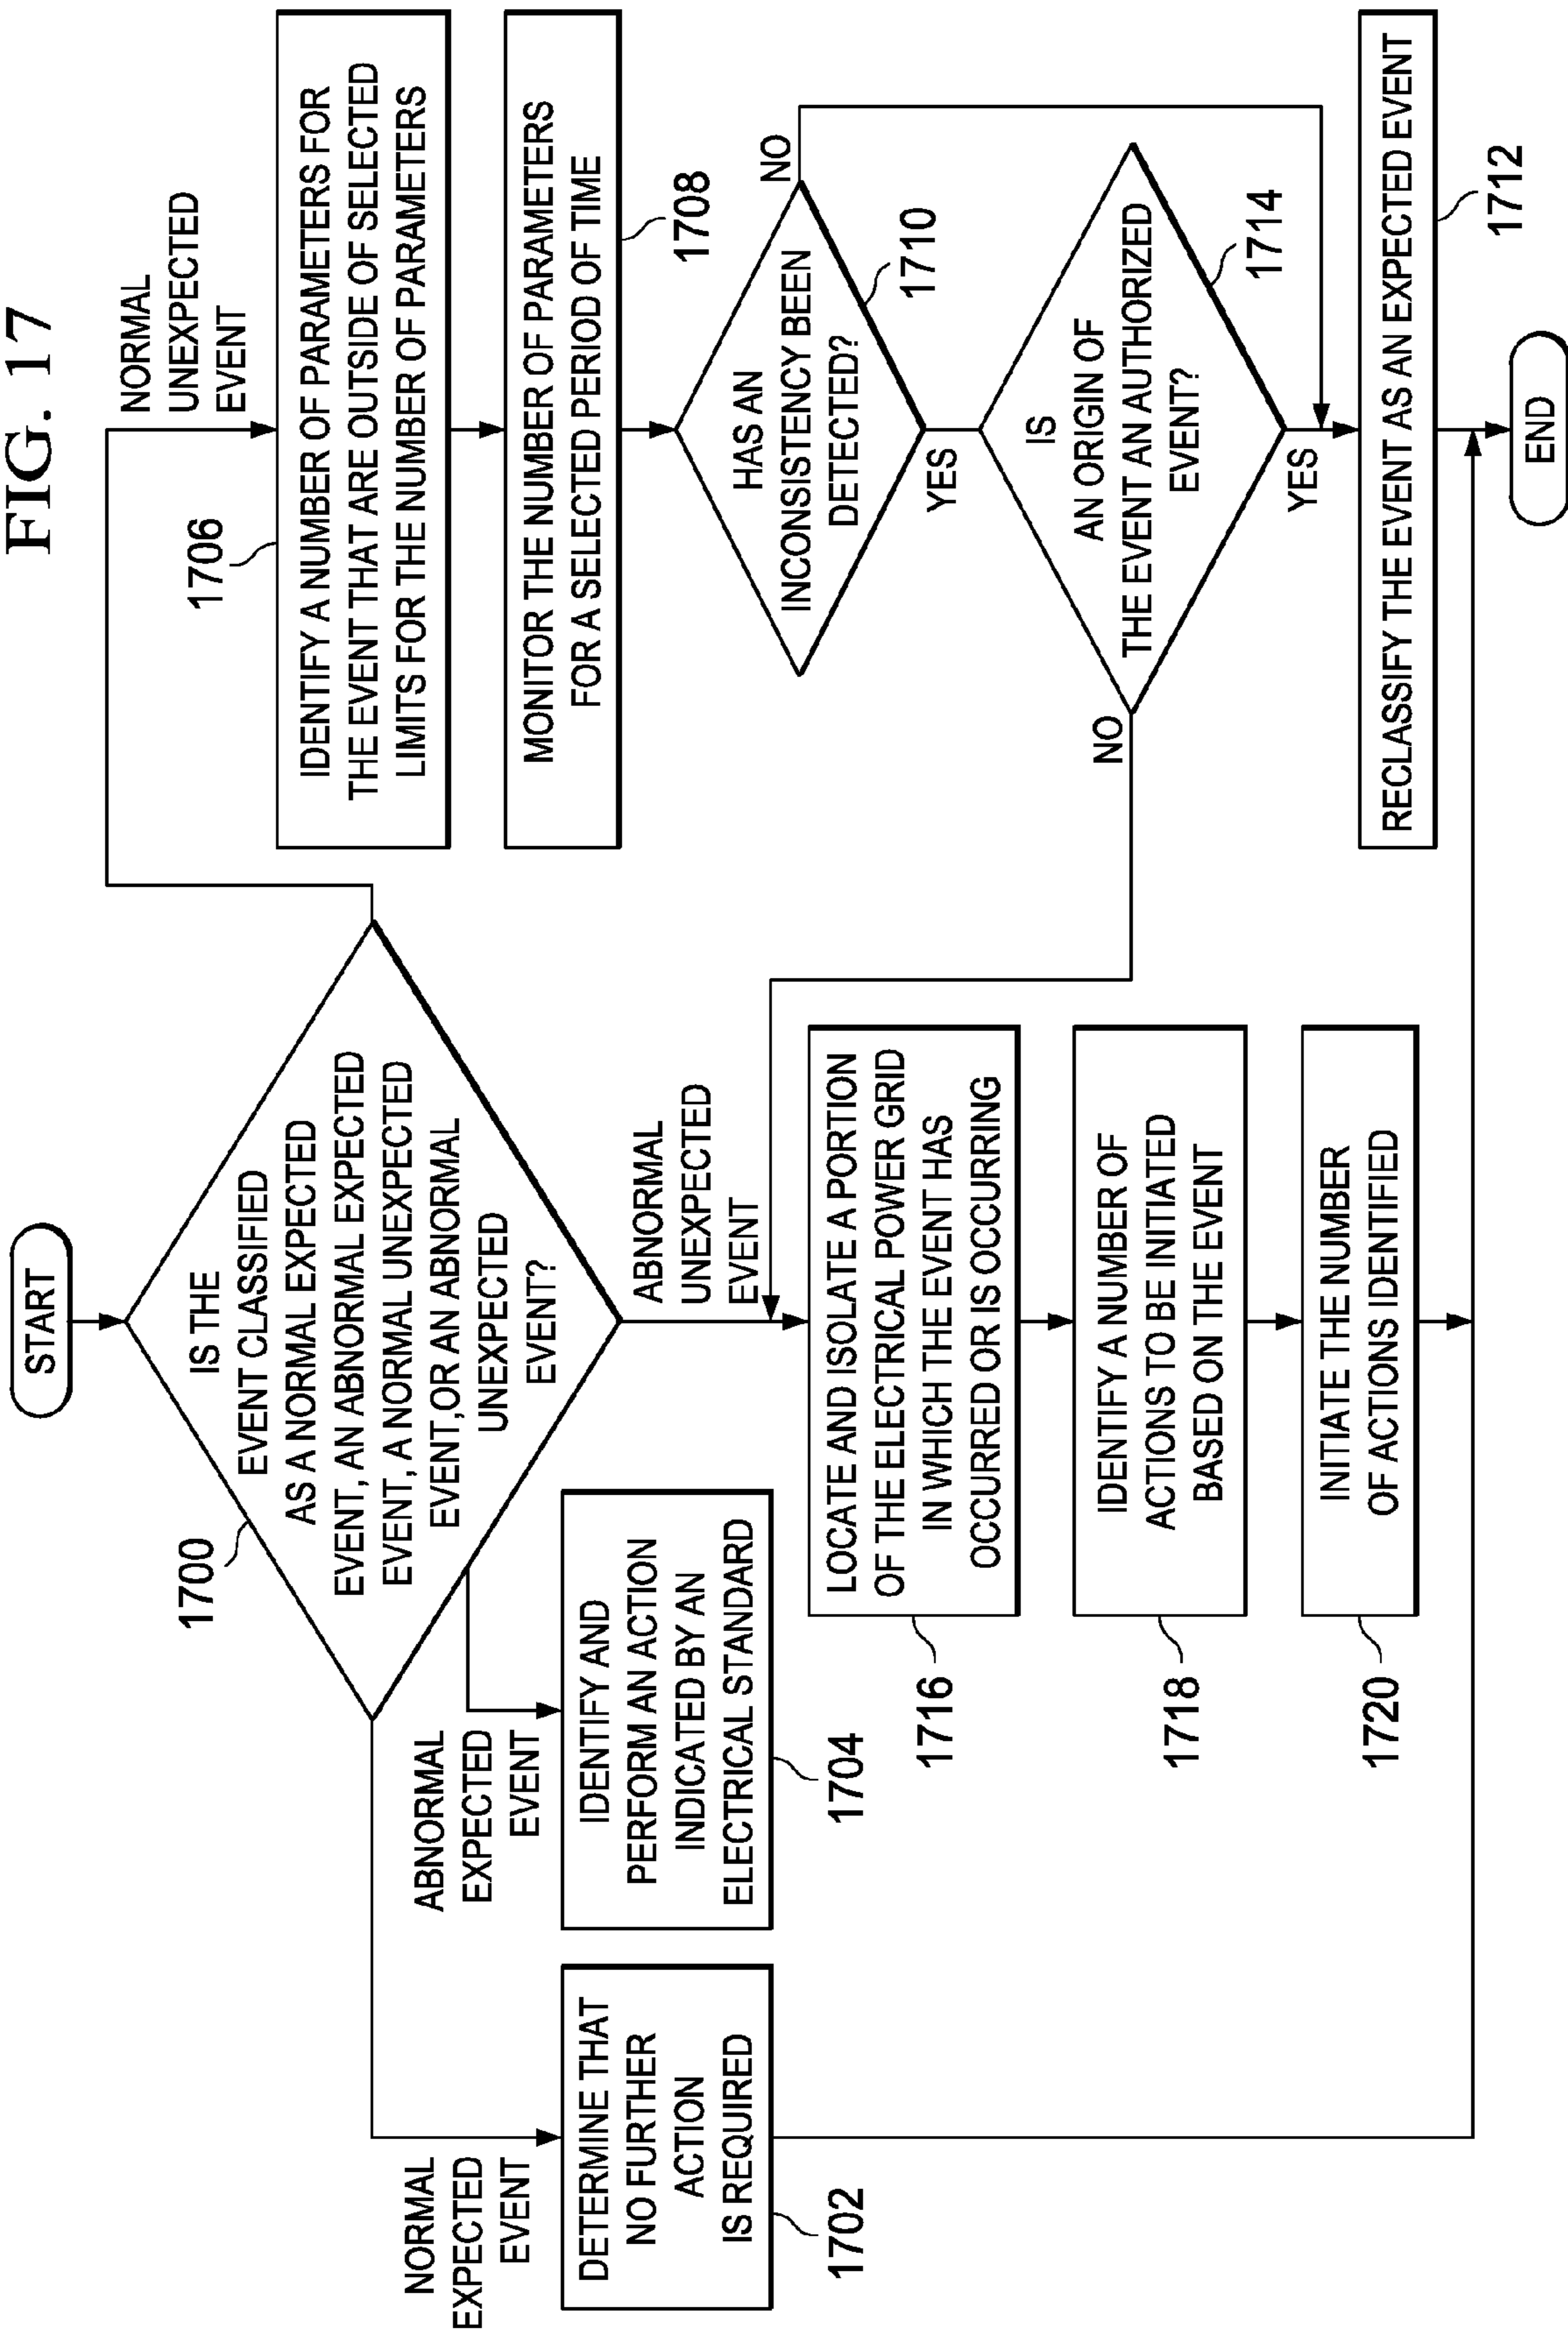 FIG. 17
START
1700
IS THE
EVENT CLASSIFIED
AS A NORMAL EXPECTED
EVENT, AN ABNORMAL EXPECTED
EVENT, A NORMAL UNEXPECTED
EVENT, OR AN ABNORMAL
UNEXPECTED
EVENT?
NORMAL
EXPECTED
EVENT
DETERMINE THAT
NO FURTHER
ACTION
IS REQUIRED
1702
ABNORMAL
EXPECTED
EVENT
IDENTIFY AND
PERFORM AN ACTION
INDICATED BY AN
ELECTRICAL STANDARD
1704
ABNORMAL
UNEXPECTED
EVENT
LOCATE AND ISOLATE A PORTION
OF THE ELECTRICAL POWER GRID
IN WHICH THE EVENT HAS
OCCURRED OR IS OCCURRING
1716
IDENTIFY A NUMBER OF
ACTIONS TO BE INITIATED
BASED ON THE EVENT
1718
INITIATE THE NUMBER
OF ACTIONS IDENTIFIED
1720
NORMAL
UNEXPECTED
EVENT
1706
IDENTIFY A NUMBER OF PARAMETERS FOR
THE EVENT THAT ARE OUTSIDE OF SELECTED
LIMITS FOR THE NUMBER OF PARAMETERS
MONITOR THE NUMBER OF PARAMETERS
FOR A SELECTED PERIOD OF TIME
1708
HAS AN
INCONSISTENCY BEEN
DETECTED?
1710
NO
YES
IS
AN ORIGIN OF
THE EVENT AN AUTHORIZED
EVENT?
1714
NO
YES
RECLASSIFY THE EVENT AS AN EXPECTED EVENT
1712
END